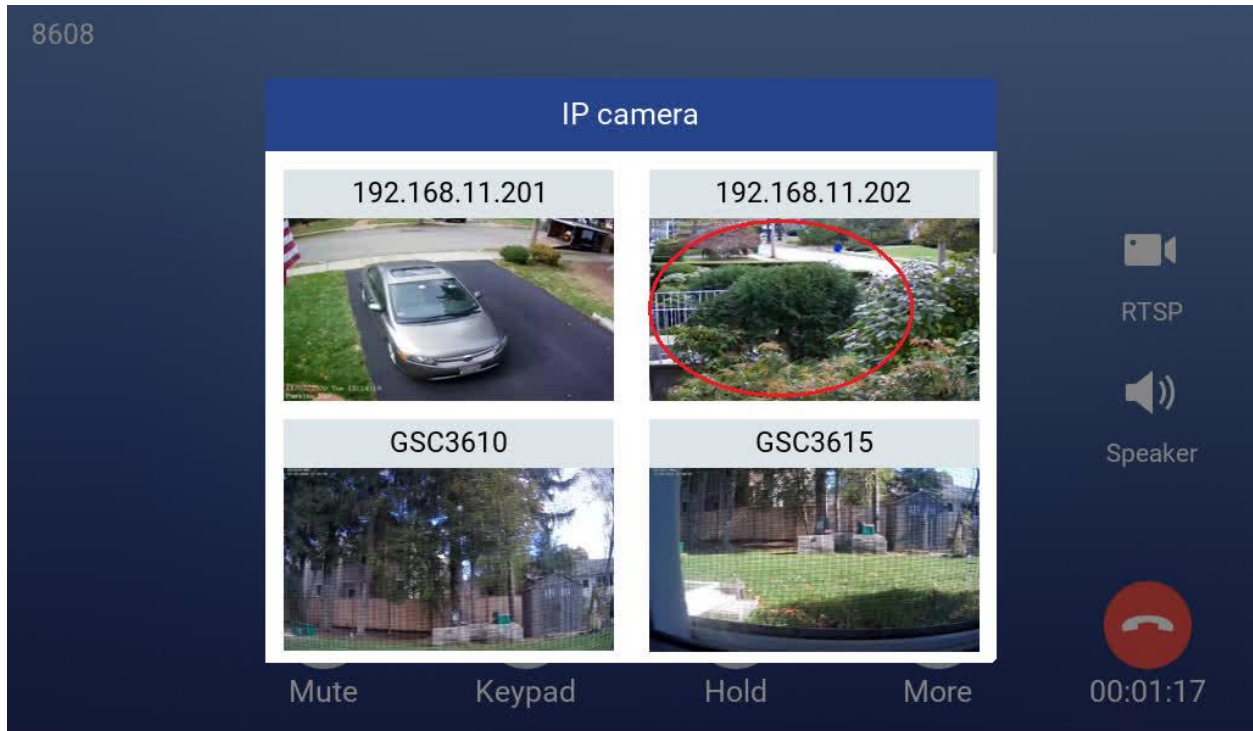 8608
IP camera
192.168.11.201
192.168.11.202
GSC3610
GSC3615
RTSP
Speaker
Mute
Keypad
Hold
More
00:01:17